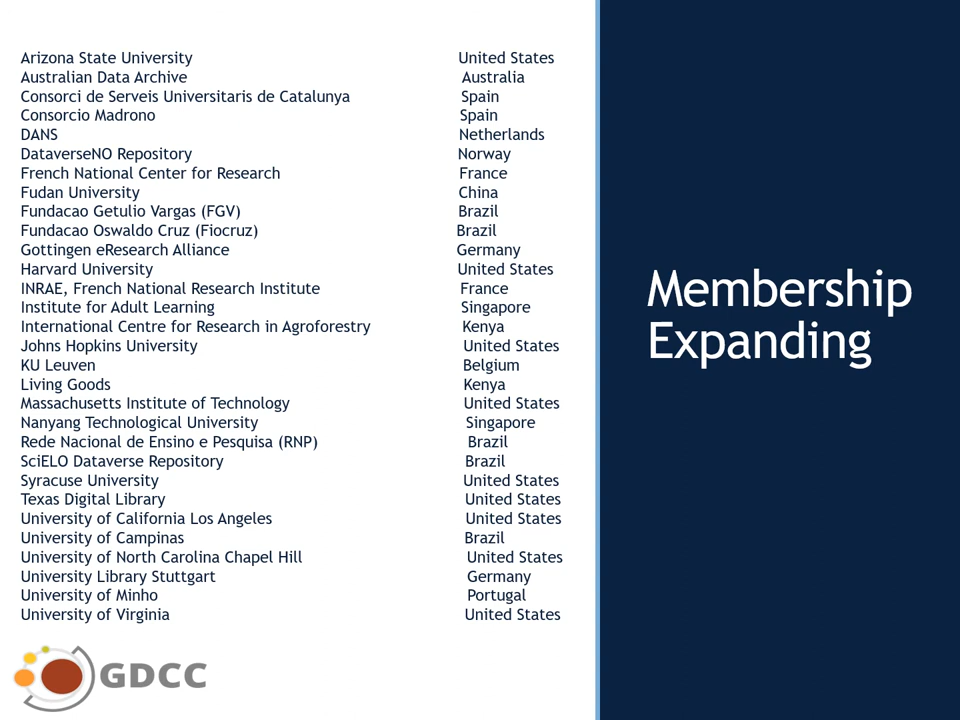 Arizona State University United States
Australian Data Archive Australia
Consorci de Serveis Universitaris de Catalunya Spain
Consorcio Madrono Spain
DANS Netherlands
DataverseNO Repository Norway
French National Center for Research France
Fudan University China
Fundacao Getulio Vargas (FGV) Brazil
Fundacao Oswaldo Cruz (Fiocruz) Brazil
Gottingen eResearch Alliance Germany
Harvard University United States
INRAE, French National Research Institute France
Institute for Adult Learning Singapore
International Centre for Research in Agroforestry Kenya
Johns Hopkins University United States
KU Leuven Belgium
Living Goods Kenya
Massachusetts Institute of Technology United States
Nanyang Technological University Singapore
Rede Nacional de Ensino e Pesquisa (RNP) Brazil
SciELO Dataverse Repository Brazil
Syracuse University United States
Texas Digital Library United States
University of California Los Angeles United States
University of Campinas Brazil
University of North Carolina Chapel Hill United States
University Library Stuttgart Germany
University of Minho Portugal
University of Virginia United States
GDCC
Membership
Expanding